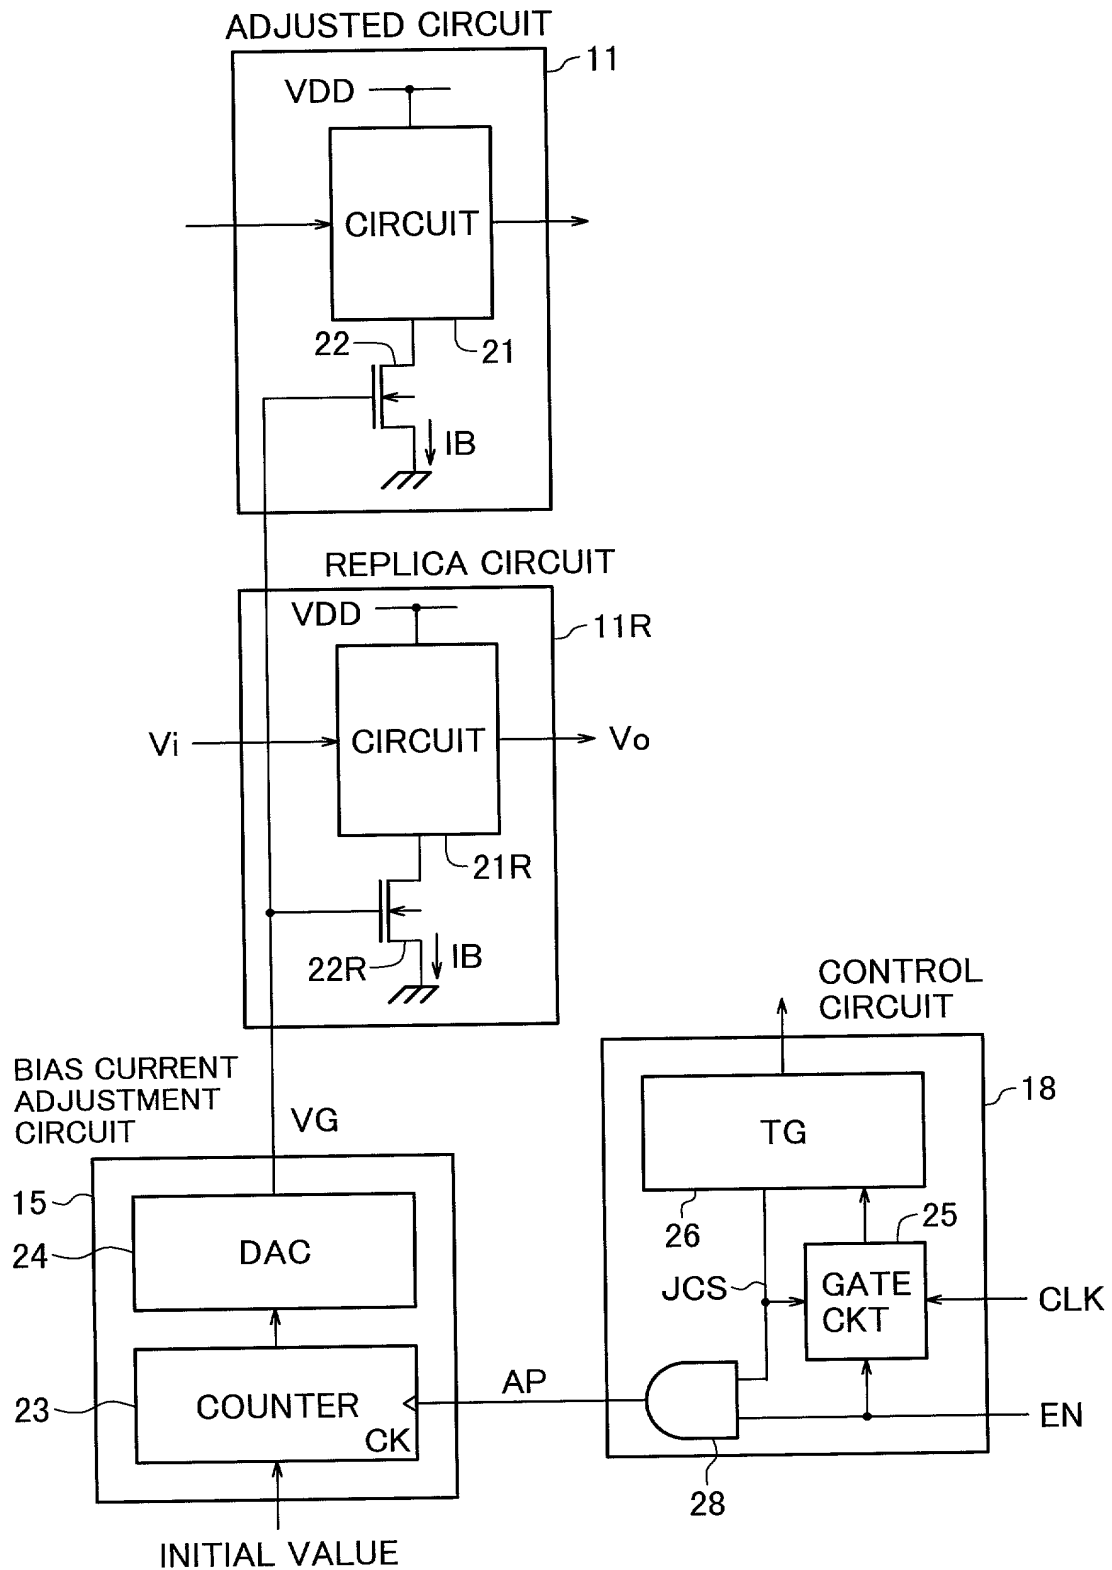 ADJUSTED CIRCUIT
11
VDD
CIRCUIT
22
21
IB
REPLICA CIRCUIT
VDD
11R
Vi
CIRCUIT
Vo
21R
22R
IB
CONTROL
CIRCUIT
BIAS CURRENT
ADJUSTMENT
CIRCUIT
VG
18
TG
15
26
25
24
DAC
JCS
GATE
CKT
CLK
AP
23
COUNTER
CK
EN
28
INITIAL VALUE